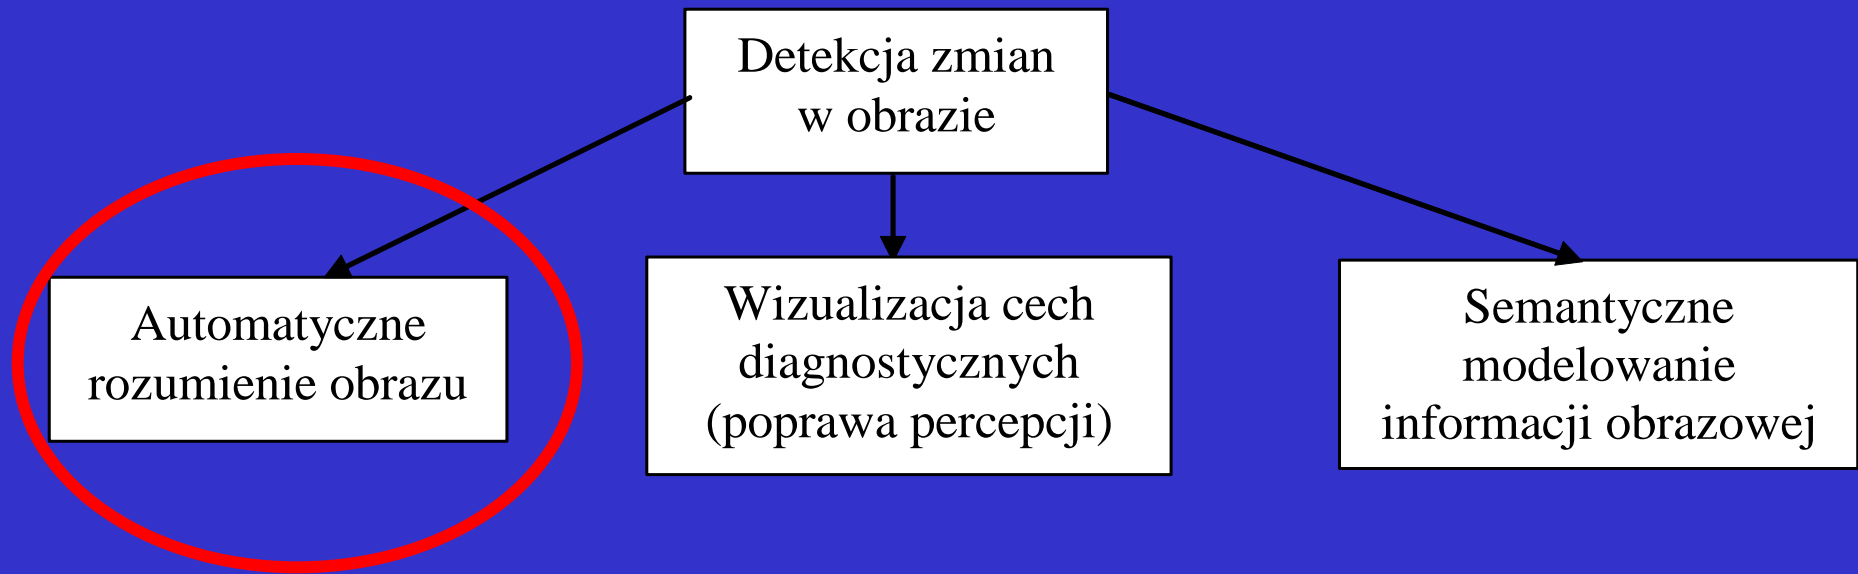 Detekcja zmian
w obrazie
Automatyczne
rozumienie obrazu
Wizualizacja cech
diagnostycznych
(poprawa percepcji)
Semantyczne
modelowanie
informacji obrazowej